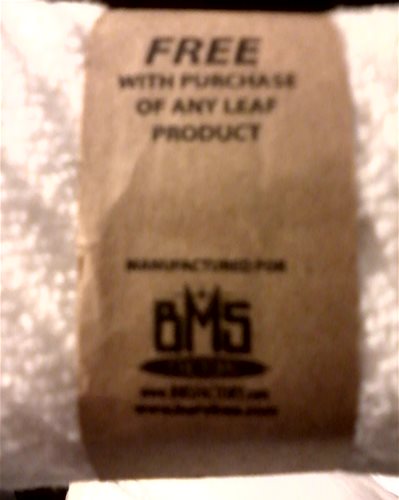 FREE
WITH PURCHASE
OF ANY LEAF
PRODUCT
MANUFACTURED FOR
BMS